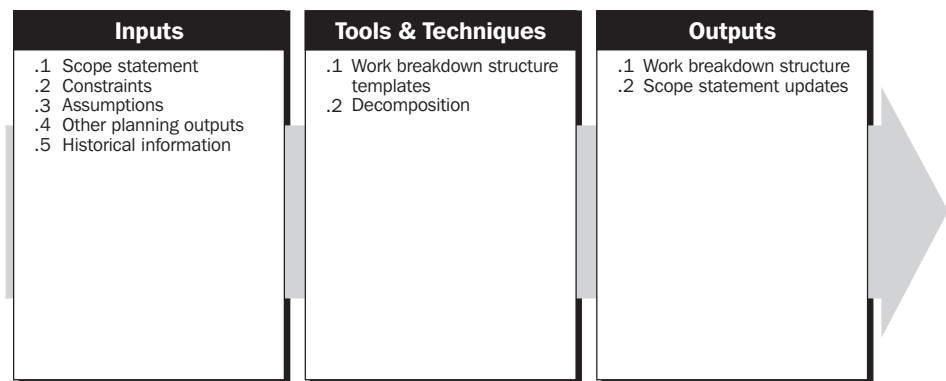 Inputs
.1 Scope statement
.2 Constraints
.3 Assumptions
.4 Other planning outputs
.5 Historical information
Tools & Techniques
.1 Work breakdown structure
templates
.2 Decomposition
Outputs
.1 Work breakdown structure
.2 Scope statement updates